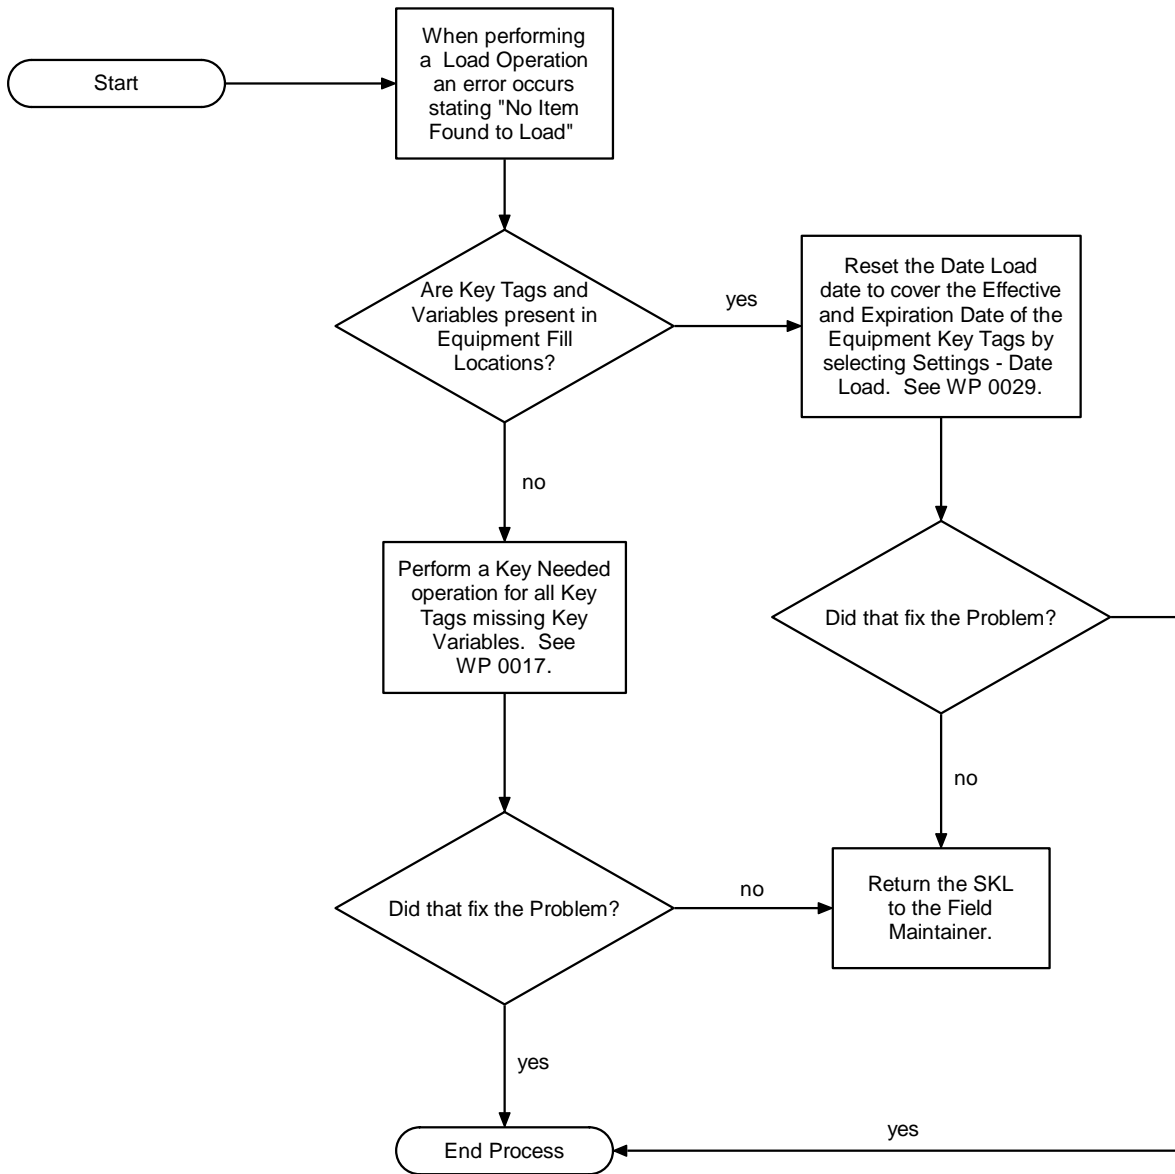 Start
When performing
a  Load Operation
an error occurs
stating "No Item
Found to Load"
Are Key Tags and
Variables present in
Equipment Fill
Locations?
yes
Reset the Date Load
date to cover the Effective
and Expiration Date of the
Equipment Key Tags by
selecting Settings - Date
Load.  See WP 0029.
no
Perform a Key Needed
operation for all Key
Tags missing Key
Variables.  See
WP 0017.
Did that fix the Problem?
no
Did that fix the Problem?
no
Return the SKL
to the Field
Maintainer.
yes
End Process
yes